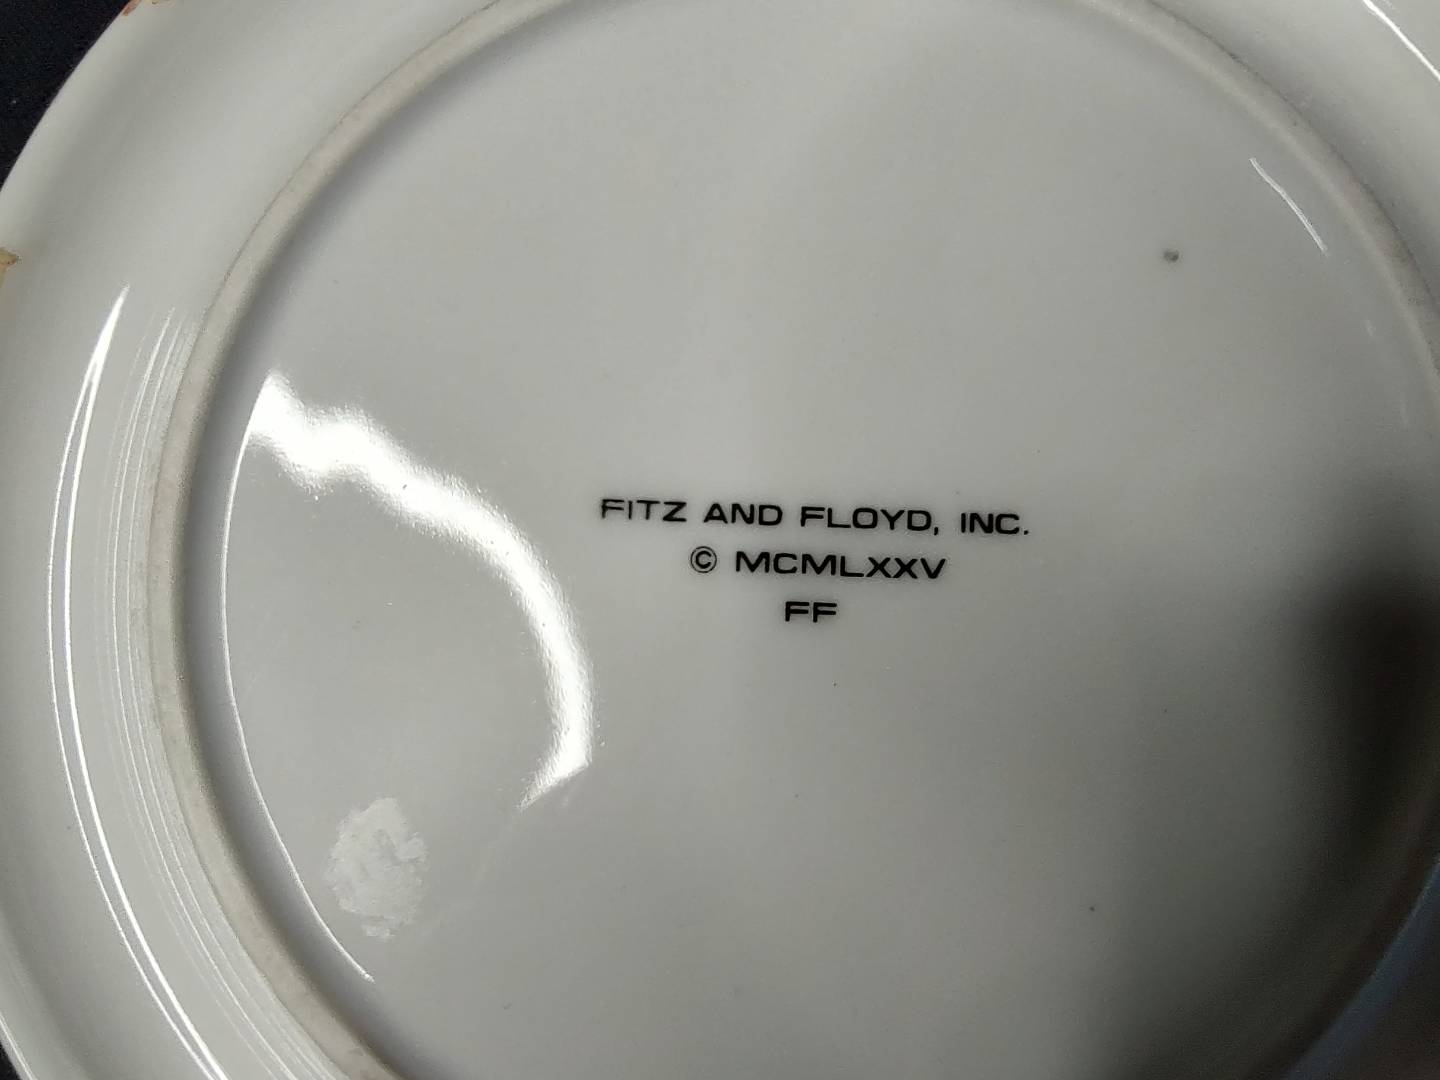 FITZ AND FLOYD, INC.
© MCMLXXV
FF